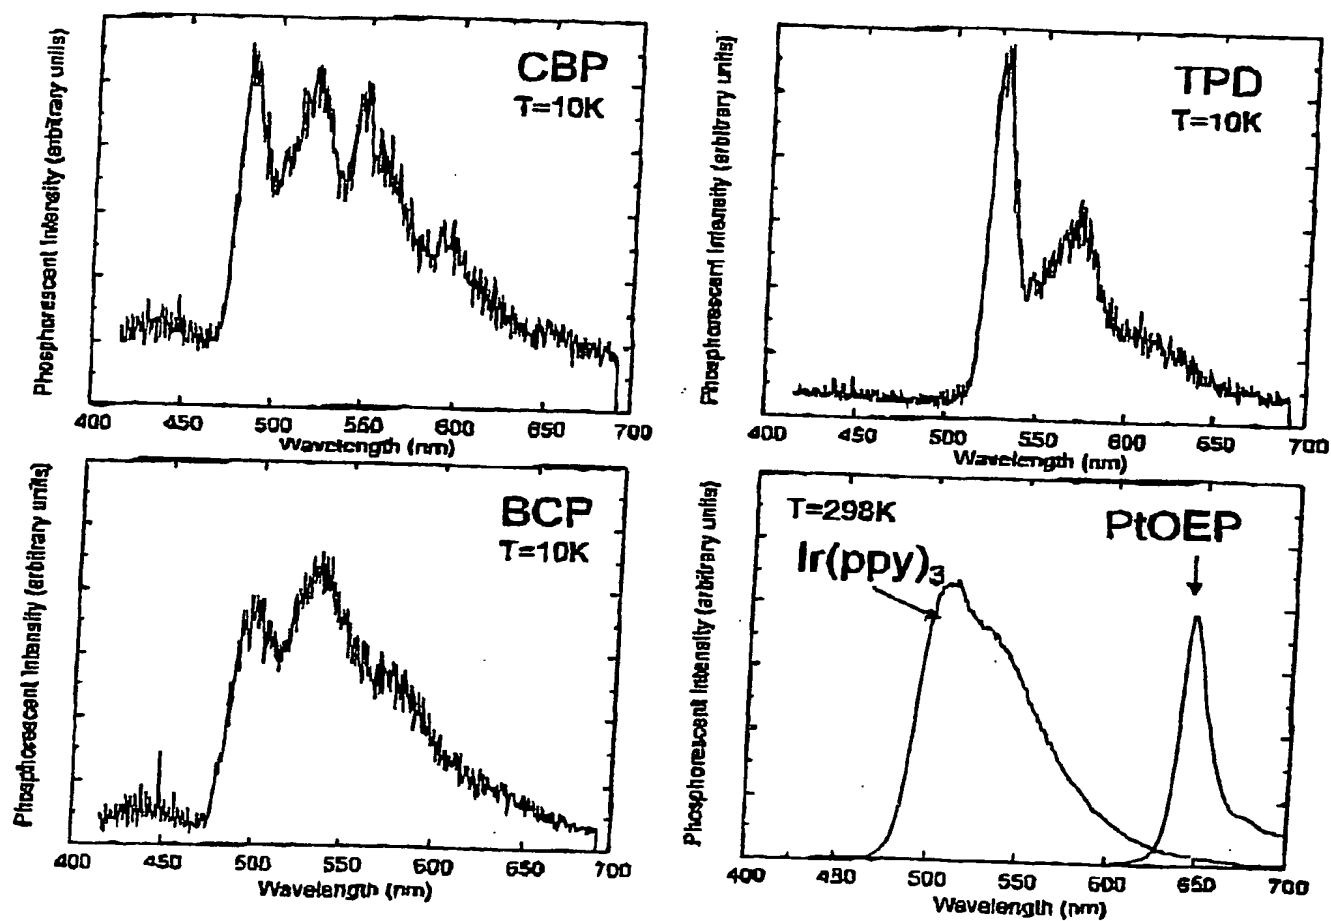 Phosphorescent Intensity (arbitrary units)
CBP
T=10K
400 450 500 550 600 650 700
Wavelength (nm)
Phosphorescent Intensity (arbitrary units)
TPD
T=10K
400 450 500 550 600 650 700
Wavelength (nm)
Phosphorescent Intensity (arbitrary units)
BCP
T=10K
400 450 500 550 600 650 700
Wavelength (nm)
Phosphorescent Intensity (arbitrary units)
T=298K
PtOEP
Ir(ppy)3
400 450 500 550 600 650 700
Wavelength (nm)